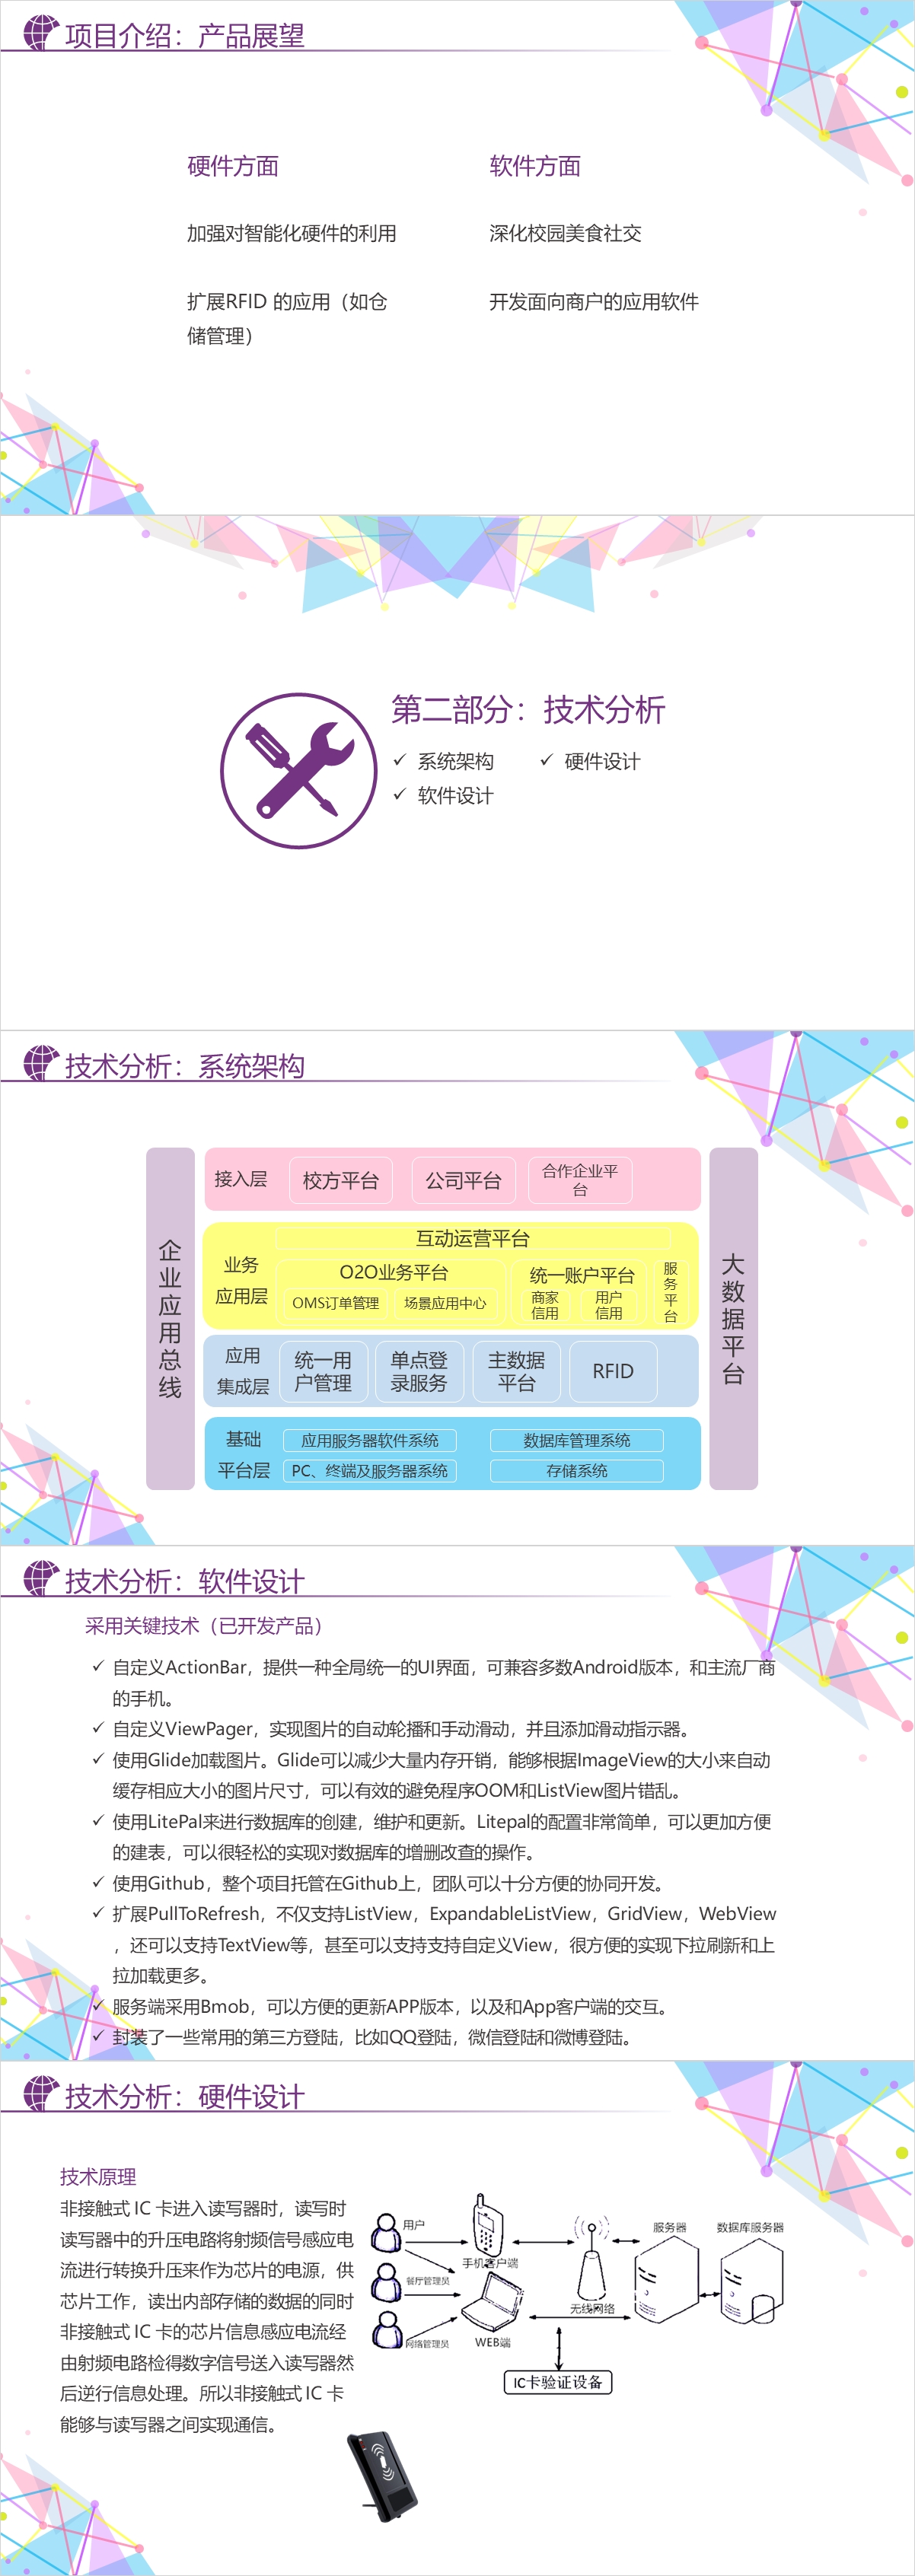 项目介绍：产品展望
硬件方面
加强对智能化硬件的利用
扩展RFID 的应用（如仓
储管理）
软件方面
深化校园美食社交
开发面向商户的应用软件
第二部分：技术分析
✓ 系统架构
✓ 硬件设计
✓ 软件设计
技术分析：系统架构
企业应用总线
接入层
校方平台
公司平台
合作企业平
台
业务
应用层
互动运营平台
O2O业务平台
OMS订单管理
场景应用中心
统一账户平台
商家
信用
用户
信用
服务平台
应用
集成层
统一用
户管理
单点登
录服务
主数据
平台
RFID
基础
平台层
应用服务器软件系统
数据库管理系统
PC、终端及服务器系统
存储系统
大数据平台
技术分析：软件设计
采用关键技术（已开发产品）
✓ 自定义ActionBar，提供一种全局统一的UI界面，可兼容多数Android版本，和主流厂商
的手机。
✓ 自定义ViewPager，实现图片的自动轮播和手动滑动，并且添加滑动指示器。
✓ 使用Glide加载图片。Glide可以减少大量内存开销，能够根据ImageView的大小来自动
缓存相应大小的图片尺寸，可以有效的避免程序OOM和ListView图片错乱。
✓ 使用LitePal来进行数据库的创建，维护和更新。Litepal的配置非常简单，可以更加方便
的建表，可以很轻松的实现对数据库的增删改查的操作。
✓ 使用Github，整个项目托管在Github上，团队可以十分方便的协同开发。
✓ 扩展PullToRefresh，不仅支持ListView，ExpandableListView，GridView，WebView
，还可以支持TextView等，甚至可以支持支持自定义View，很方便的实现下拉刷新和上
拉加载更多。
✓ 服务端采用Bmob，可以方便的更新APP版本，以及和App客户端的交互。
✓ 封装了一些常用的第三方登陆，比如QQ登陆，微信登陆和微博登陆。
技术分析：硬件设计
技术原理
非接触式 IC 卡进入读写器时，读写时
读写器中的升压电路将射频信号感应电
流进行转换升压来作为芯片的电源，供
芯片工作，读出内部存储的数据的同时
非接触式 IC 卡的芯片信息感应电流经
由射频电路检得数字信号送入读写器然
后逆行信息处理。所以非接触式 IC 卡
能够与读写器之间实现通信。
用户
餐厅管理员
网络管理员
手机客户端
WEB端
无线网络
服务器
数据库服务器
IC卡验证设备